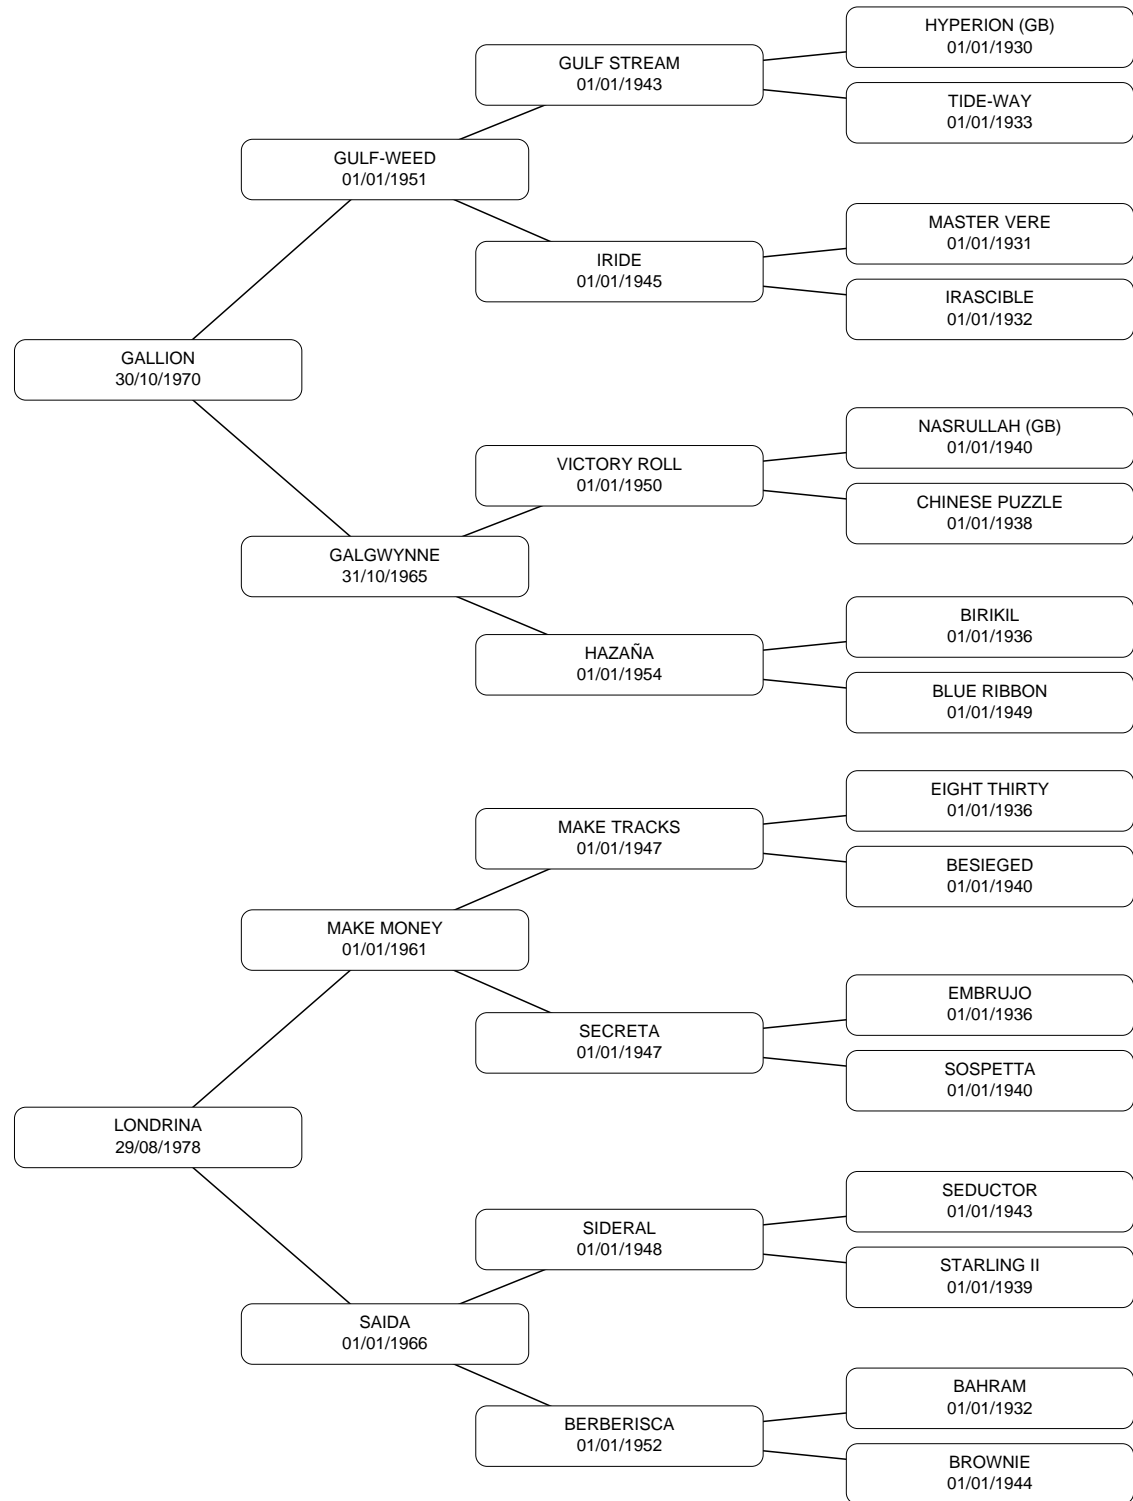 HYPERION (GB)
01/01/1930
GULF STREAM
01/01/1943
TIDE-WAY
01/01/1933
GULF-WEED
01/01/1951
MASTER VERE
01/01/1931
IRIDE
01/01/1945
IRASCIBLE
01/01/1932
GALLION
30/10/1970
NASRULLAH (GB)
01/01/1940
VICTORY ROLL
01/01/1950
CHINESE PUZZLE
01/01/1938
GALGWYNNE
31/10/1965
BIRIKIL
01/01/1936
HAZAÑA
01/01/1954
BLUE RIBBON
01/01/1949
EIGHT THIRTY
01/01/1936
MAKE TRACKS
01/01/1947
BESIEGED
01/01/1940
MAKE MONEY
01/01/1961
EMBRUJO
01/01/1936
SECRETA
01/01/1947
SOSPETTA
01/01/1940
LONDRINA
29/08/1978
SEDUCTOR
01/01/1943
SIDERAL
01/01/1948
STARLING II
01/01/1939
SAIDA
01/01/1966
BAHRAM
01/01/1932
BERBERISCA
01/01/1952
BROWNIE
01/01/1944